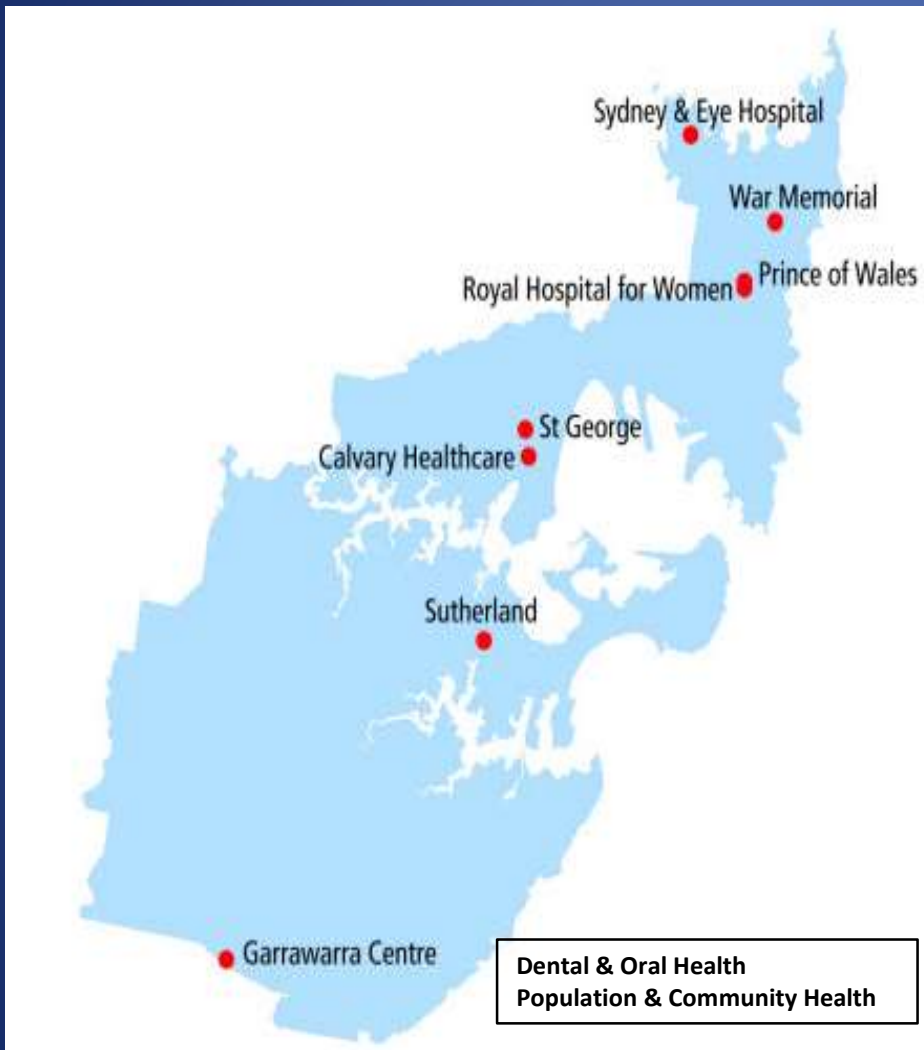 Sydney & Eye Hospital
War Memorial
Prince of Wales
Royal Hospital for Women
St George
Calvary Healthcare
Sutherland
Garrawarra Centre
Dental & Oral Health
Population & Community Health